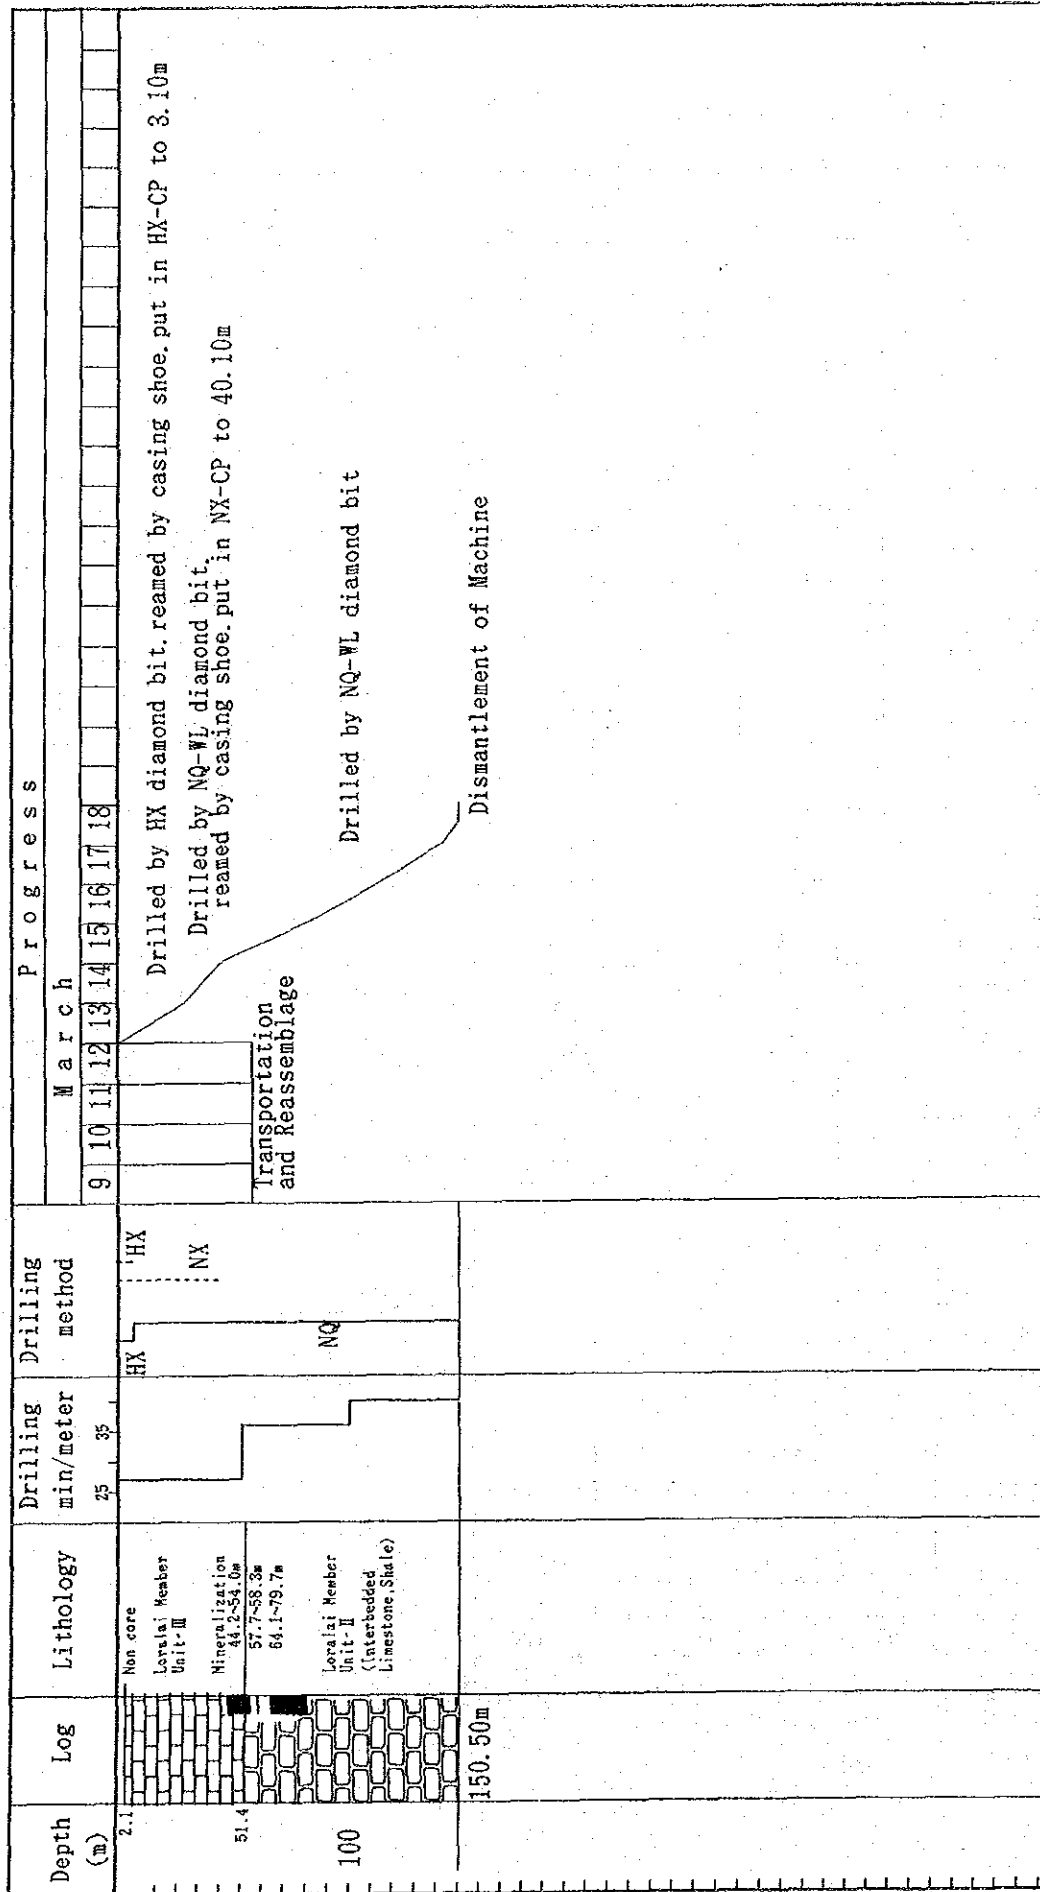 Depth
(m)
Log
Lithology
Drilling
min/meter
25 35
Drilling
method
Progress
March
9 10 11 12 13 14 15 16 17 18
2.1
51.4
100
150.50m
Non core
Loralai Member
Unit-Ⅲ
Mineralization
44.2~54.0m
57.7~58.3m
64.1~79.7m
Loralai Member
Unit-Ⅱ
(Interbedded
Limestone,Shale)
HX
NQ
HX
NX
Transportation
and Reassemblage
Drilled by HX diamond bit.reamed by casing shoe.put in HX-CP to 3.10m
Drilled by NQ-WL diamond bit.
reamed by casing shoe.put in NX-CP to 40.10m
Drilled by NQ-WL diamond bit
Dismantlement of Machine